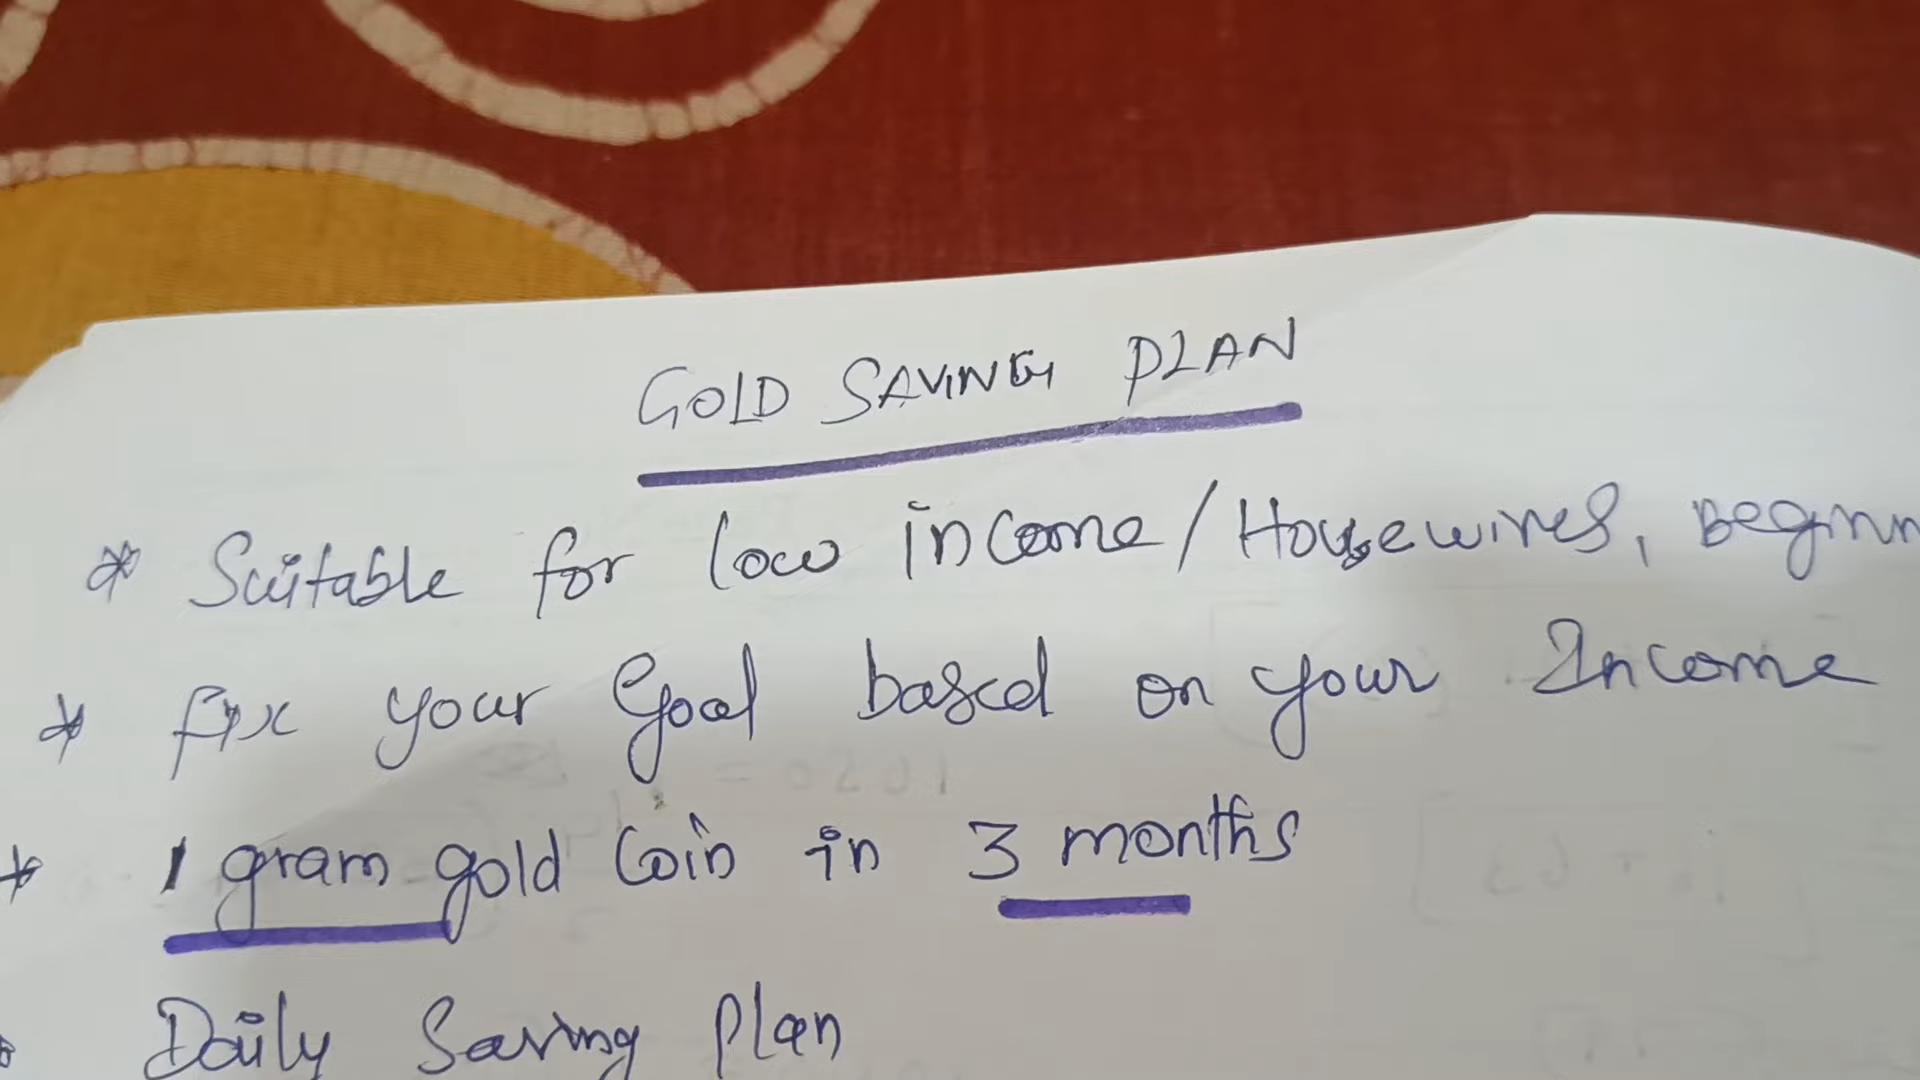 GOLD SAVING PLAN
* Suitable for low income/Housewives, Beginn
* fix your Goal based on your Income
* 1 gram gold Coin in 3 months
Daily Saving Plan